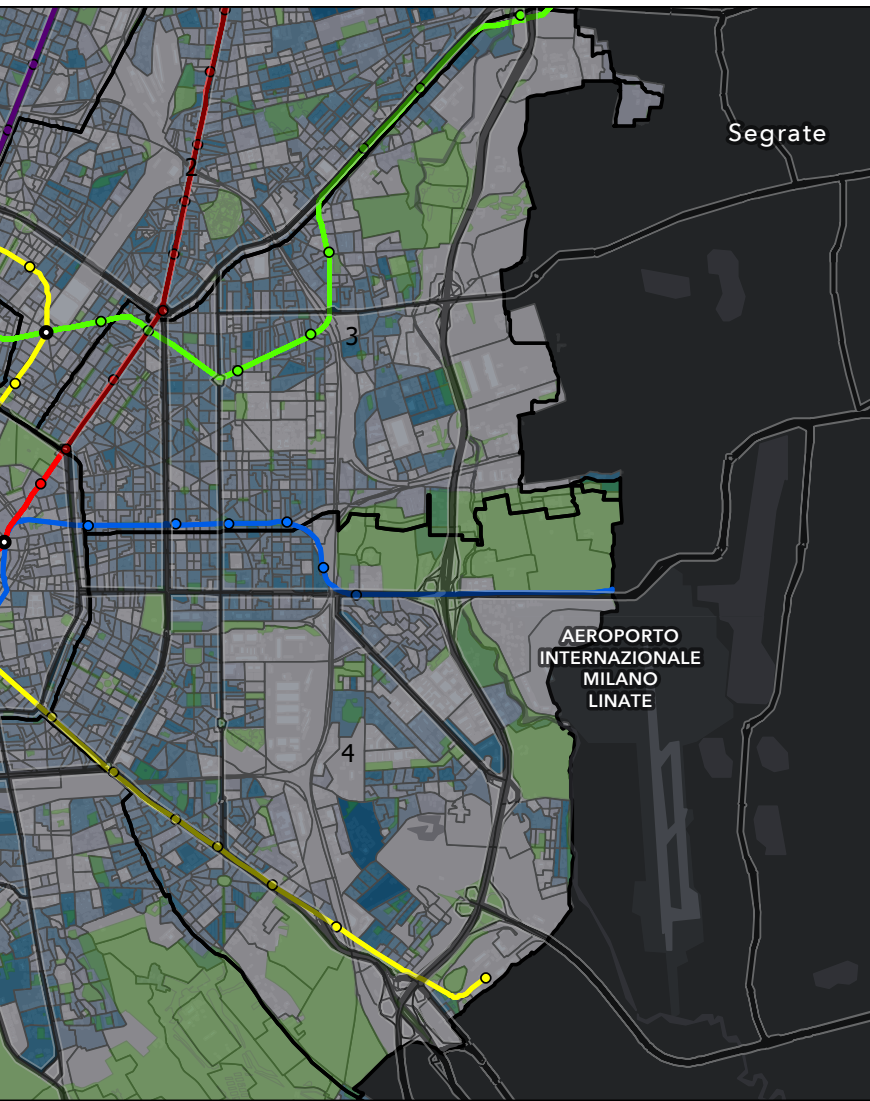 Segrate
2
3
AEROPORTO
INTERNAZIONALE
MILANO
LINATE
4